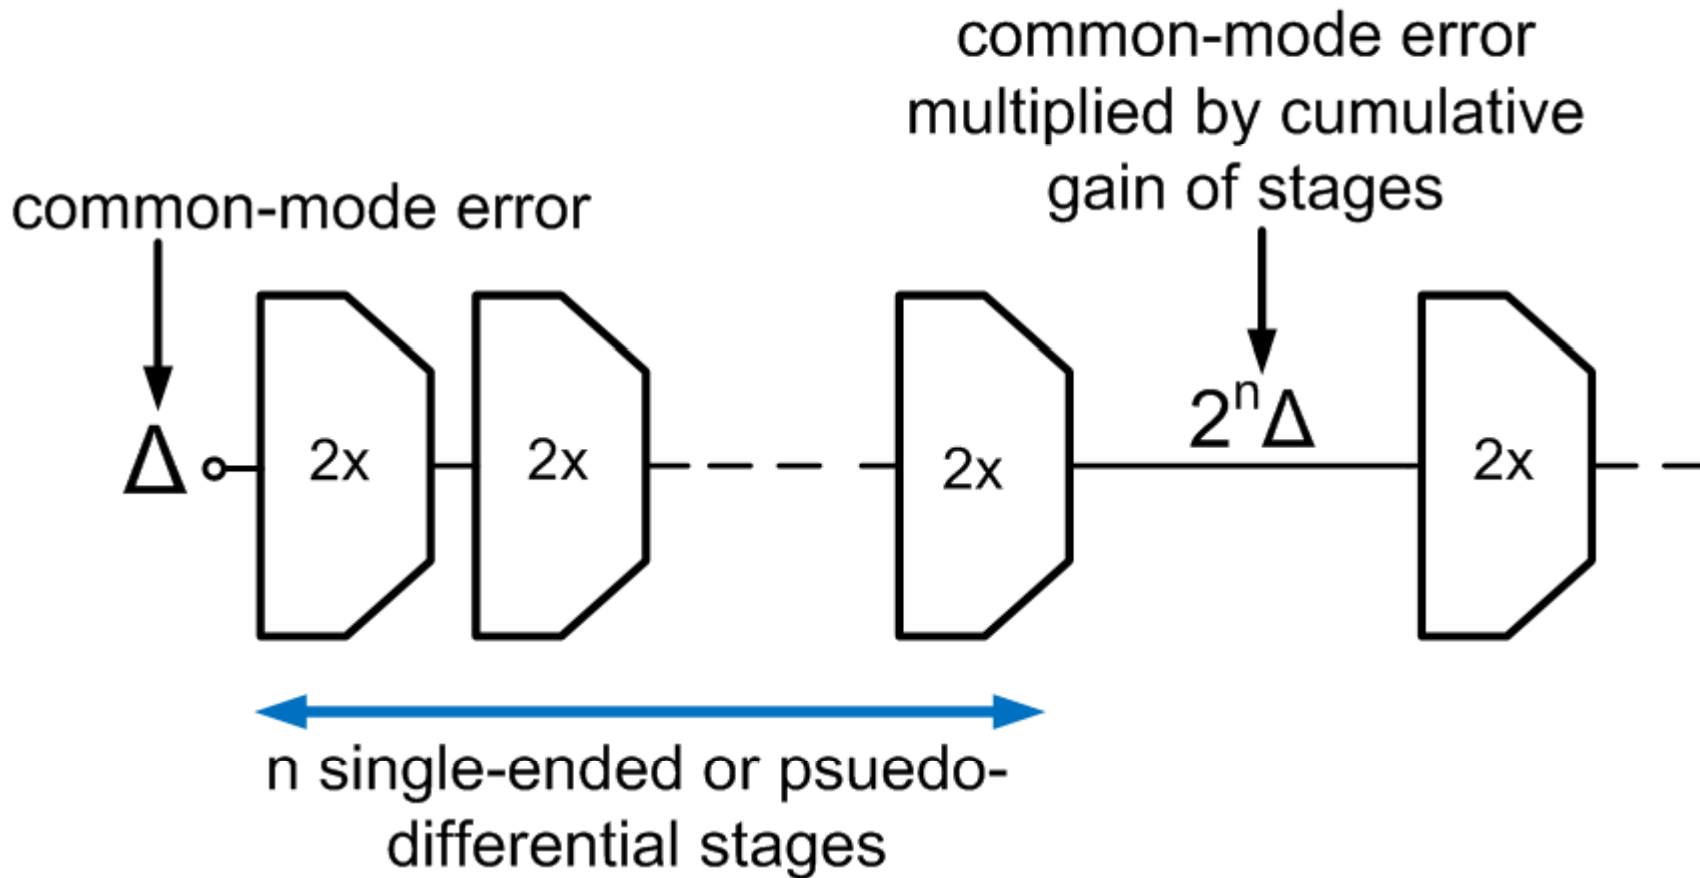 common-mode error
multiplied by cumulative
gain of stages
common-mode error
Δ
2x
2x
2x
2ⁿΔ
2x
n single-ended or psuedo-
differential stages